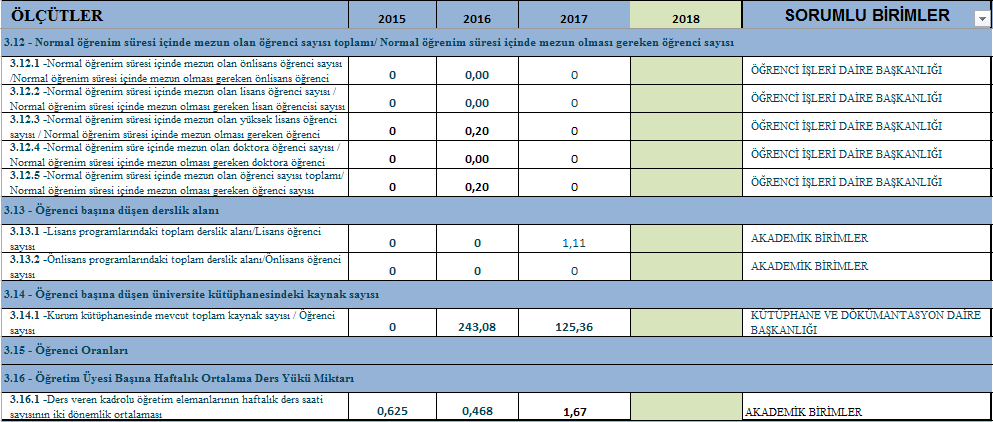 ÖLÇÜTLER 2015 2016 2017 2018 SORUMLU BİRİMLER
3.12 - Normal öğrenim süresi içinde mezun olan öğrenci sayısı toplamı/ Normal öğrenim süresi içinde mezun olması gereken öğrenci sayısı
3.12.1 -Normal öğrenim süresi içinde mezun olan önlisans öğrenci sayısı
/Normal öğrenim süresi içinde mezun olması gereken önlisans öğrenci
0 0,00 0 ÖĞRENCİ İŞLERİ DAİRE BAŞKANLIĞI
3.12.2 -Normal öğrenim süresi içinde mezun olan lisans öğrenci sayısı /
Normal öğrenim süresi içinde mezun olması gereken lisan öğrencisi sayısı
0 0,00 0 ÖĞRENCİ İŞLERİ DAİRE BAŞKANLIĞI
3.12.3 -Normal öğrenim süresi içinde mezun olan yüksek lisans öğrenci
sayısı / Normal öğrenim süresi içinde mezun olması gereken öğrenci
0 0,20 0 ÖĞRENCİ İŞLERİ DAİRE BAŞKANLIĞI
3.12.4 -Normal öğrenim süre içinde mezun olan doktora öğrenci sayısı /
Normal öğrenim süresi içinde mezun olması gereken doktora öğrenci
0 0,00 0 ÖĞRENCİ İŞLERİ DAİRE BAŞKANLIĞI
3.12.5 -Normal öğrenim süresi içinde mezun olan öğrenci sayısı toplamı/
Normal öğrenim süresi içinde mezun olması gereken öğrenci sayısı
0 0,20 0 ÖĞRENCİ İŞLERİ DAİRE BAŞKANLIĞI
3.13 - Öğrenci başına düşen derslik alanı
3.13.1 -Lisans programlarındaki toplam derslik alanı/Lisans öğrenci
sayısı
0 0 1,11 AKADEMİK BİRİMLER
3.13.2 -Önlisans programlarındaki toplam derslik alanı/Önlisans öğrenci
sayısı
0 0 0 AKADEMİK BİRİMLER
3.14 - Öğrenci başına düşen üniversite kütüphanesindeki kaynak sayısı
3.14.1 -Kurum kütüphanesinde mevcut toplam kaynak sayısı / Öğrenci
sayısı
0 243,08 125,36 KÜTÜPHANE VE DÖKÜMANTASYON DAİRE
BAŞKANLIĞI
3.15 - Öğrenci Oranları
3.16 - Öğretim Üyesi Başına Haftalık Ortalama Ders Yükü Miktarı
3.16.1 -Ders veren kadrolu öğretim elemanlarının haftalık ders saati
sayısının iki dönemlik ortalaması
0,625 0,468 1,67 AKADEMİK BİRİMLER